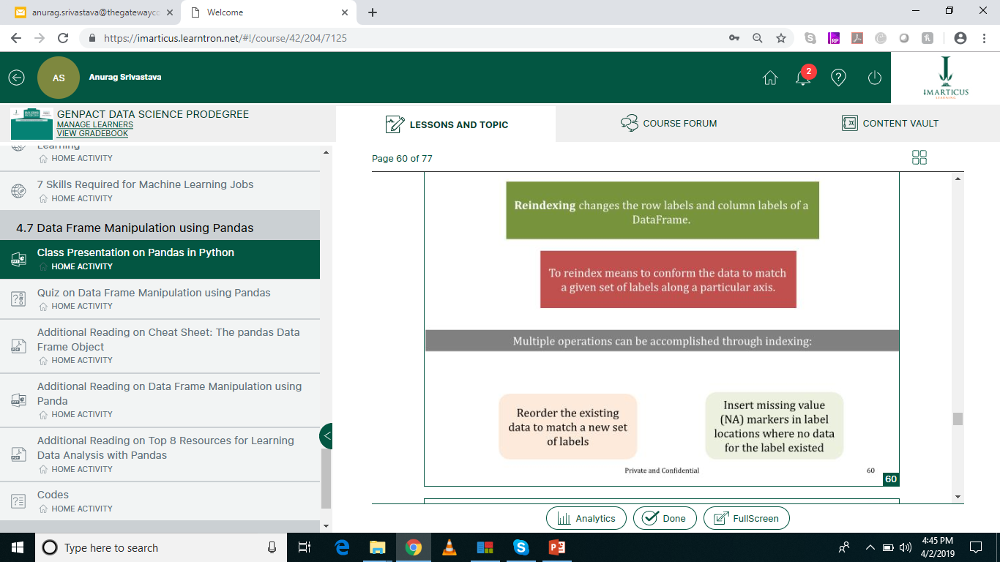 anurag.srivastava@thegatewayco
Welcome
https://imarticus.learntron.net/#!/course/42/204/7125
RP
AS
Anurag Srivastava
2
IMARTICUS
LEARNING
GENPACT DATA SCIENCE PRODEGREE
MANAGE LEARNERS
VIEW GRADEBOOK
LESSONS AND TOPIC
COURSE FORUM
CONTENT VAULT
Learning
HOME ACTIVITY
7 Skills Required for Machine Learning Jobs
HOME ACTIVITY
4.7 Data Frame Manipulation using Pandas
Class Presentation on Pandas in Python
HOME ACTIVITY
Quiz on Data Frame Manipulation using Pandas
HOME ACTIVITY
Additional Reading on Cheat Sheet: The pandas Data
Frame Object
HOME ACTIVITY
Additional Reading on Data Frame Manipulation using
Panda
HOME ACTIVITY
Additional Reading on Top 8 Resources for Learning
Data Analysis with Pandas
HOME ACTIVITY
Codes
HOME ACTIVITY
Page 60 of 77
Reindexing changes the row labels and column labels of a
DataFrame.
To reindex means to conform the data to match
a given set of labels along a particular axis.
Multiple operations can be accomplished through indexing:
Reorder the existing
data to match a new set
of labels
Insert missing value
(NA) markers in label
locations where no data
for the label existed
Private and Confidential
60
60
Analytics
Done
FullScreen
Type here to search
4:45 PM
4/2/2019